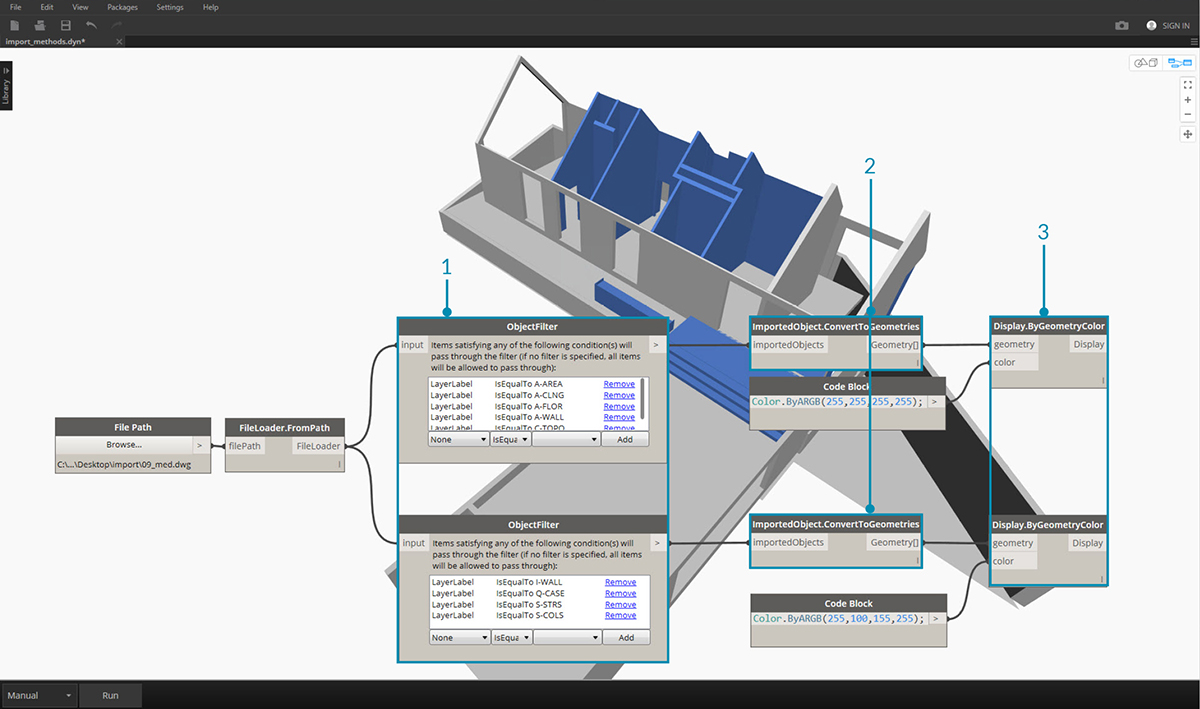 File Edit View Packages Settings Help
SIGN IN
import_methods.dyn*
Library
1
2
3
ObjectFilter
input
Items satisfying any of the following condition(s) will
pass through the filter (if no filter is specified, all items
will be allowed to pass through):
>
LayerLabel IsEqualTo A-AREA Remove
LayerLabel IsEqualTo A-CLNG Remove
LayerLabel IsEqualTo A-FLOR Remove
LayerLabel IsEqualTo A-WALL Remove
LayerLabel IsEqualTo C-TOPO Remove
None IsEqua Add
ImportedObject.ConvertToGeometries
importedObjects Geometry[]
Code Block
Color.ByARGB(255,255,255,255); >
Display.ByGeometryColor
geometry Display
color
File Path
Browse... >
C:\...\Desktop\import\09_med.dwg
FileLoader.FromPath
filePath FileLoader
ObjectFilter
input
Items satisfying any of the following condition(s) will
pass through the filter (if no filter is specified, all items
will be allowed to pass through):
>
LayerLabel IsEqualTo I-WALL Remove
LayerLabel IsEqualTo Q-CASE Remove
LayerLabel IsEqualTo S-STRS Remove
LayerLabel IsEqualTo S-COLS Remove
None IsEqua Add
ImportedObject.ConvertToGeometries
importedObjects Geometry[]
Code Block
Color.ByARGB(255,100,155,255); >
Display.ByGeometryColor
geometry Display
color
Manual Run